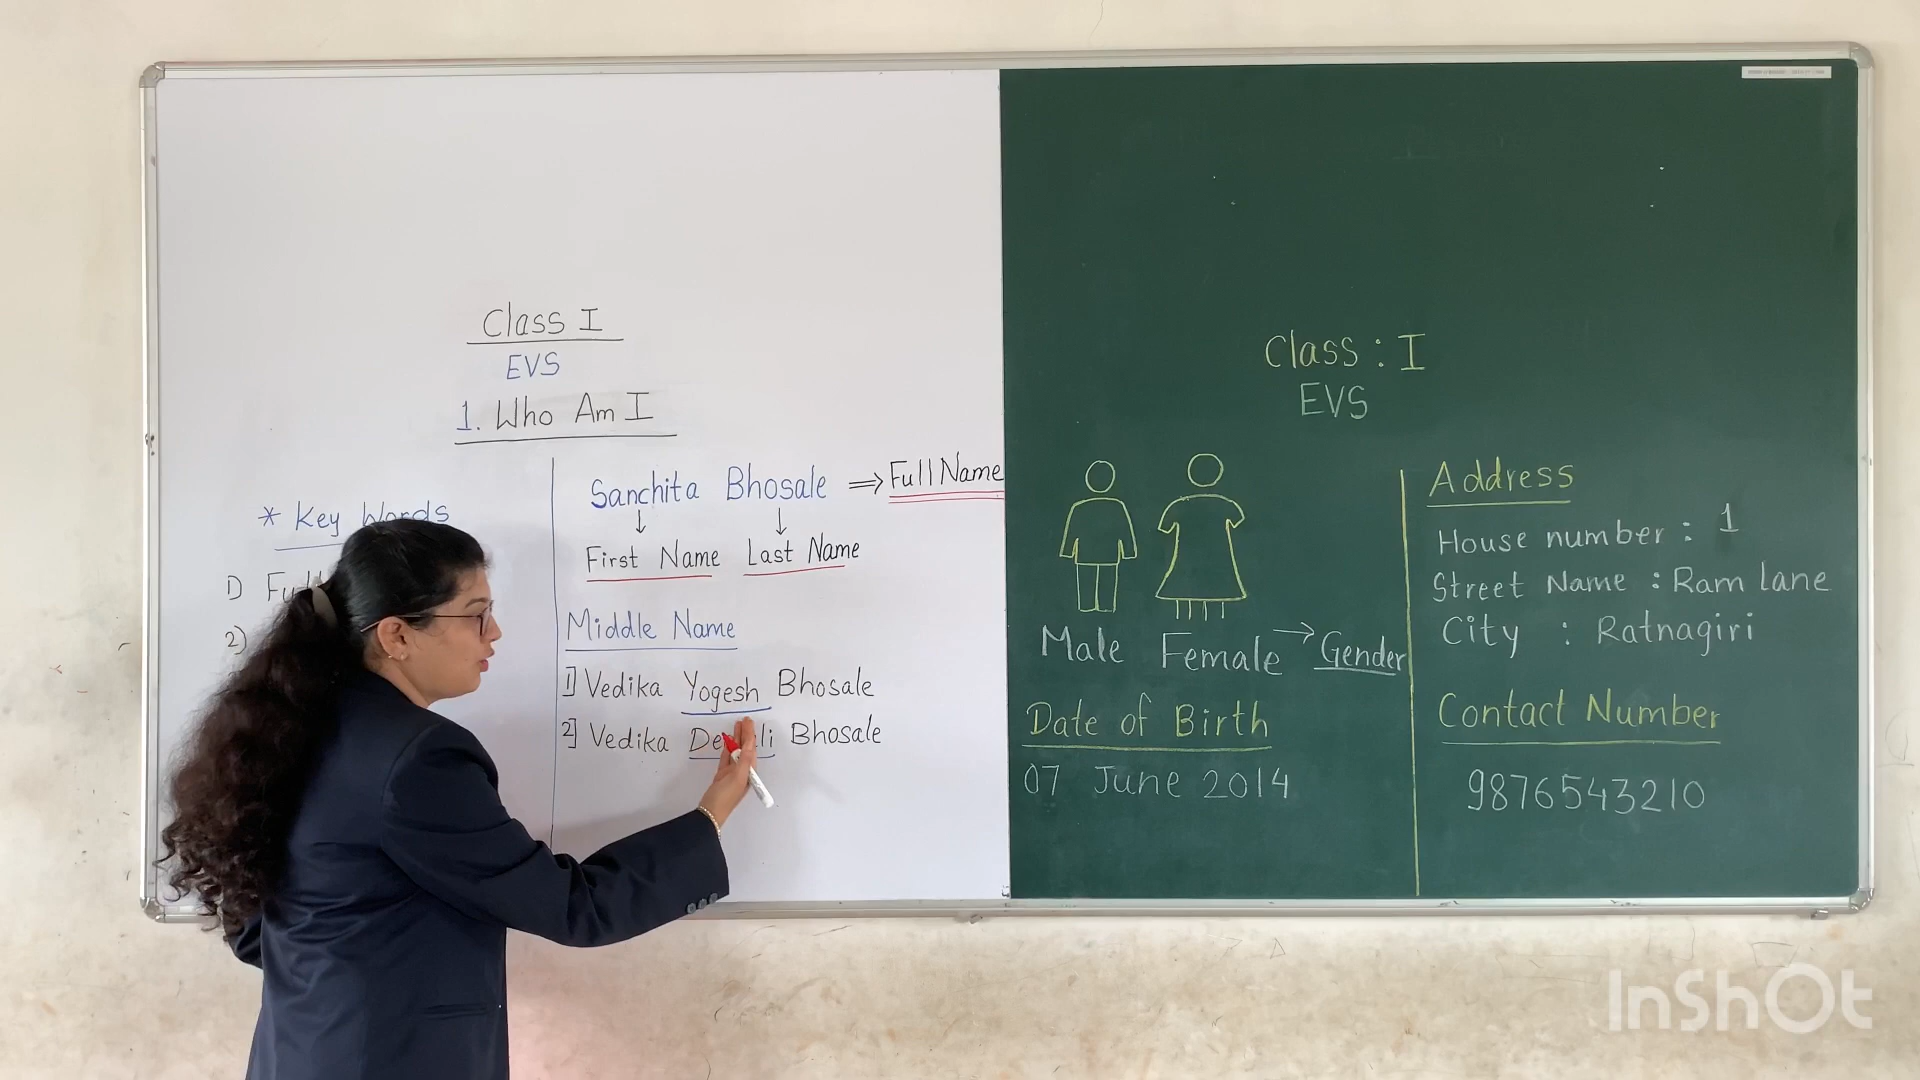 Class I
EVS
1. Who Am I
* Key Words
1)
2)
Sanchita Bhosale ⇒ Full Name
↓ ↓
First Name Last Name
Middle Name
1] Vedika Yogesh Bhosale
2] Vedika Bhosale
Class : I
EVS
Male Female → Gender
Date of Birth
07 June 2014
Address
House number : 1
Street Name : Ram lane
City : Ratnagiri
Contact Number
9876543210
InShOt